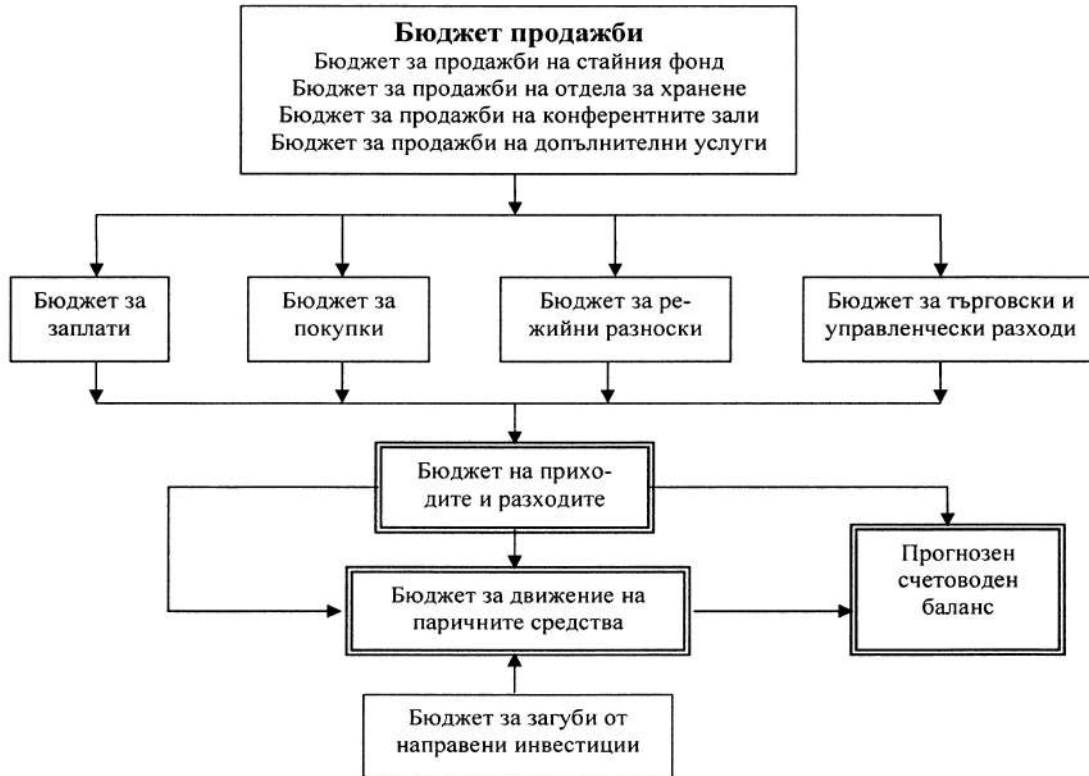 Бюджет продажби
Бюджет за продажби на стайния фонд
Бюджет за продажби на отдела за хранене
Бюджет за продажби на конферентните зали
Бюджет за продажби на допълнителни услуги
Бюджет за
заплати
Бюджет за
покупки
Бюджет за ре-
жийни разноски
Бюджет за търговски и
управленчески разходи
Бюджет на прихо-
дите и разходите
Прогнозен
счетоводен
баланс
Бюджет за движение на
паричните средства
Бюджет за загуби от
направени инвестиции